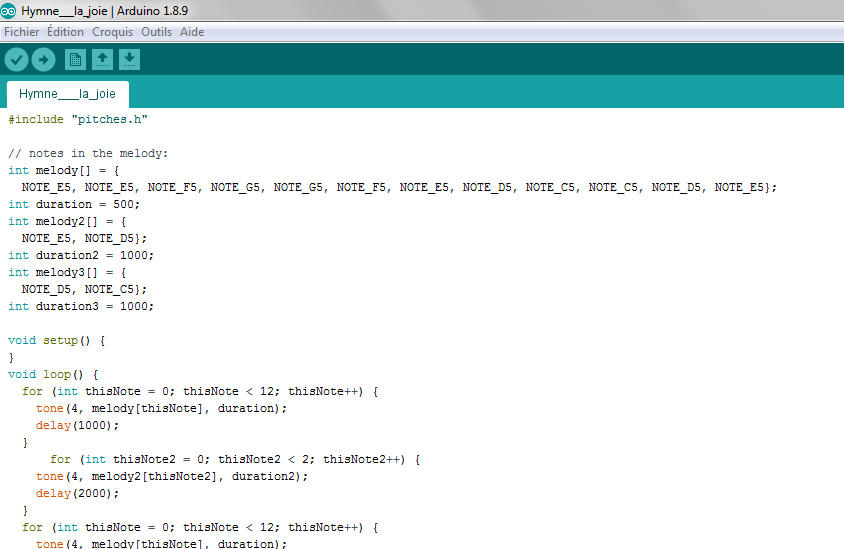 Hymne___la_joie | Arduino 1.8.9
Fichier Édition Croquis Outils Aide
Hymne___la_joie
#include "pitches.h"
// notes in the melody:
int melody[] = {
NOTE_E5, NOTE_E5, NOTE_F5, NOTE_G5, NOTE_G5, NOTE_F5, NOTE_E5, NOTE_D5, NOTE_C5, NOTE_C5, NOTE_D5, NOTE_E5};
int duration = 500;
int melody2[] = {
NOTE_E5, NOTE_D5};
int duration2 = 1000;
int melody3[] = {
NOTE_D5, NOTE_C5};
int duration3 = 1000;
void setup() {
}
void loop() {
for (int thisNote = 0; thisNote < 12; thisNote++) {
tone(4, melody[thisNote], duration);
delay(1000);
}
for (int thisNote2 = 0; thisNote2 < 2; thisNote2++) {
tone(4, melody2[thisNote2], duration2);
delay(2000);
}
for (int thisNote = 0; thisNote < 12; thisNote++) {
tone(4, melody[thisNote], duration);